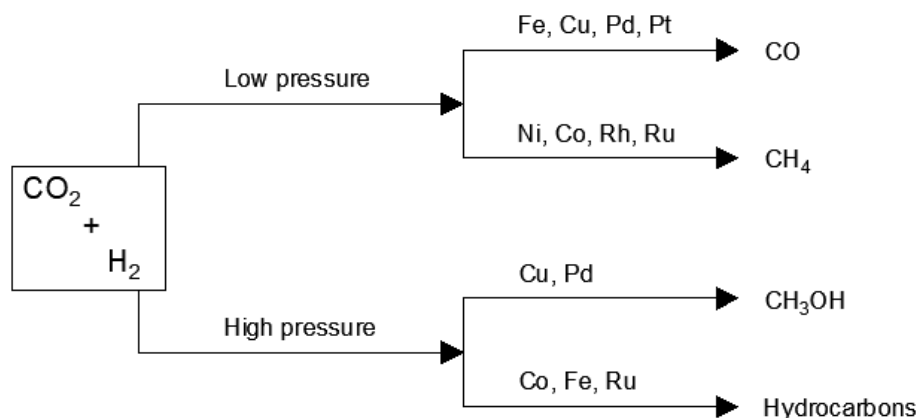 Fe, Cu, Pd, Pt
CO
Low pressure
Ni, Co, Rh, Ru
CH₄
CO₂
+
H₂
Cu, Pd
CH₃OH
High pressure
Co, Fe, Ru
Hydrocarbons